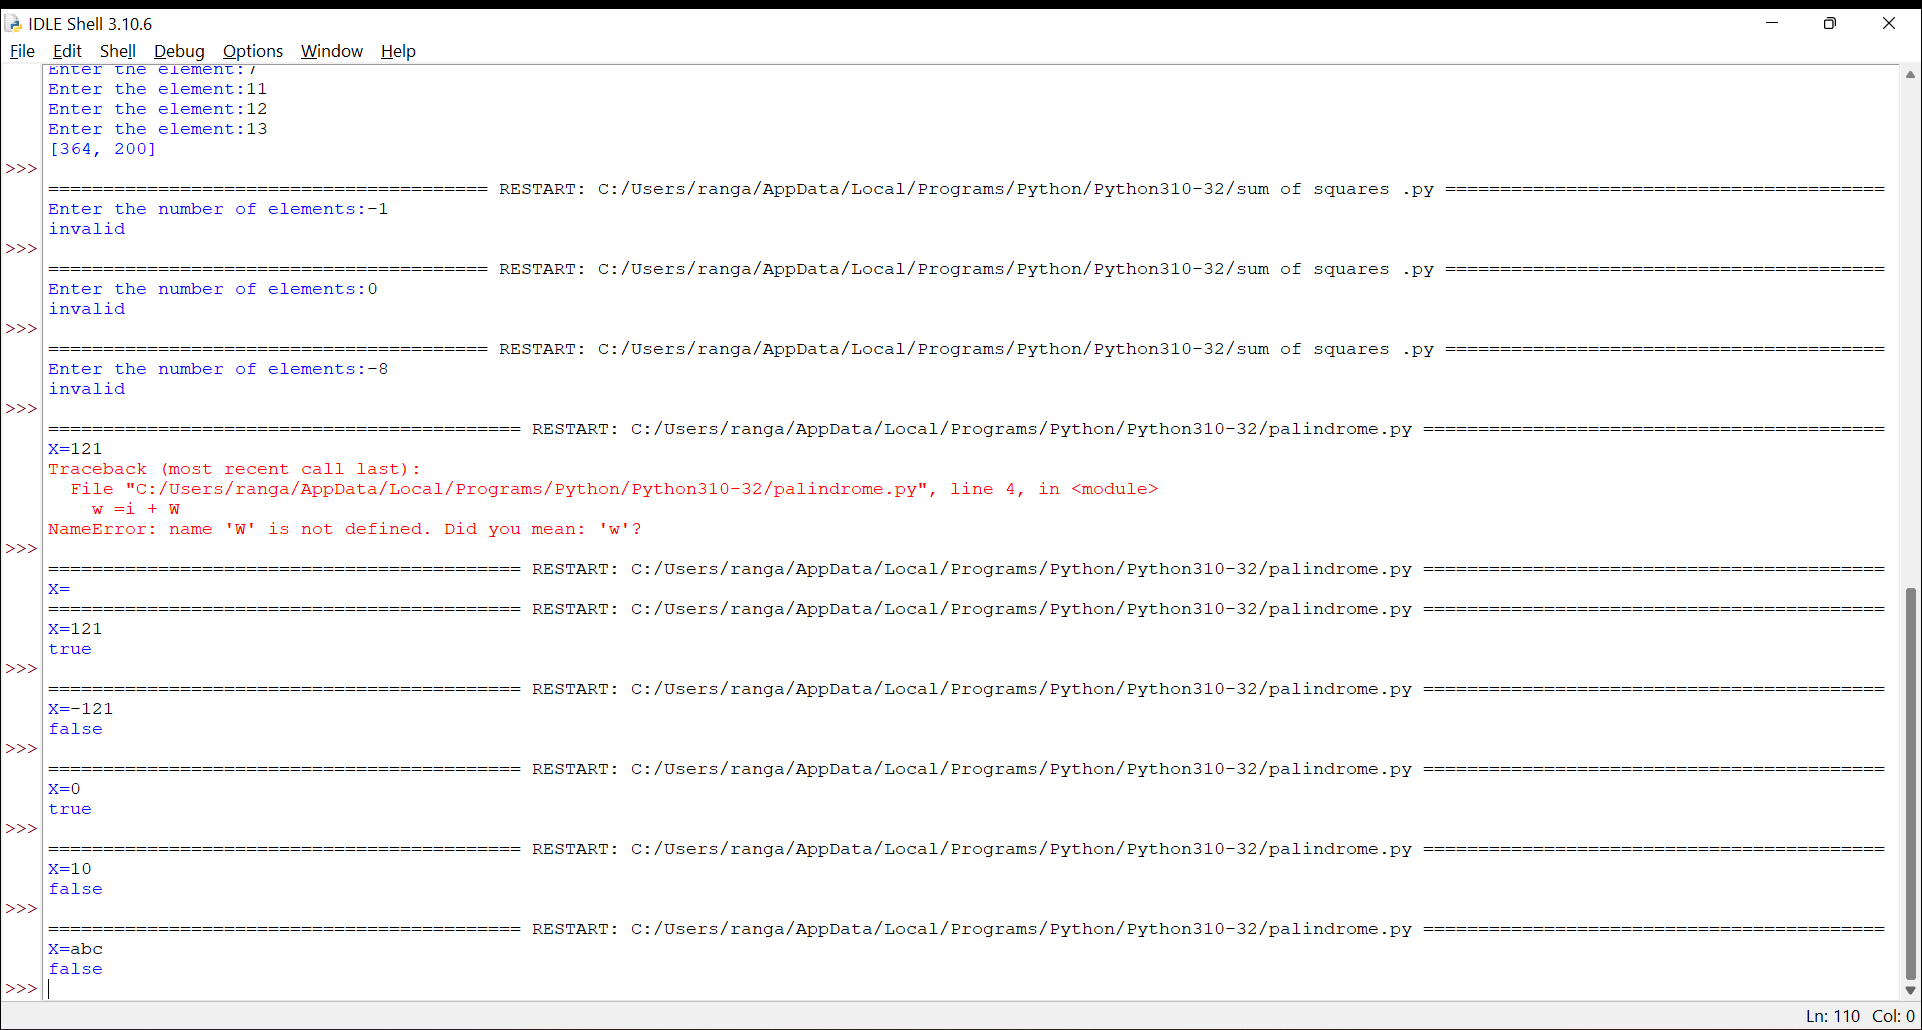 IDLE Shell 3.10.6
File Edit Shell Debug Options Window Help
Enter the element:7
Enter the element:11
Enter the element:12
Enter the element:13
[364, 200]
>>>
======================================== RESTART: C:/Users/ranga/AppData/Local/Programs/Python/Python310-32/sum of squares .py ========================================
Enter the number of elements:-1
invalid
>>>
======================================== RESTART: C:/Users/ranga/AppData/Local/Programs/Python/Python310-32/sum of squares .py ========================================
Enter the number of elements:0
invalid
>>>
======================================== RESTART: C:/Users/ranga/AppData/Local/Programs/Python/Python310-32/sum of squares .py ========================================
Enter the number of elements:-8
invalid
>>>
=========================================== RESTART: C:/Users/ranga/AppData/Local/Programs/Python/Python310-32/palindrome.py ==========================================
X=121
Traceback (most recent call last):
  File "C:/Users/ranga/AppData/Local/Programs/Python/Python310-32/palindrome.py", line 4, in <module>
    w =i + W
NameError: name 'W' is not defined. Did you mean: 'w'?
>>>
=========================================== RESTART: C:/Users/ranga/AppData/Local/Programs/Python/Python310-32/palindrome.py ==========================================
X=
=========================================== RESTART: C:/Users/ranga/AppData/Local/Programs/Python/Python310-32/palindrome.py ==========================================
X=121
true
>>>
=========================================== RESTART: C:/Users/ranga/AppData/Local/Programs/Python/Python310-32/palindrome.py ==========================================
X=-121
false
>>>
=========================================== RESTART: C:/Users/ranga/AppData/Local/Programs/Python/Python310-32/palindrome.py ==========================================
X=0
true
>>>
=========================================== RESTART: C:/Users/ranga/AppData/Local/Programs/Python/Python310-32/palindrome.py ==========================================
X=10
false
>>>
=========================================== RESTART: C:/Users/ranga/AppData/Local/Programs/Python/Python310-32/palindrome.py ==========================================
X=abc
false
>>>
Ln: 110 Col: 0